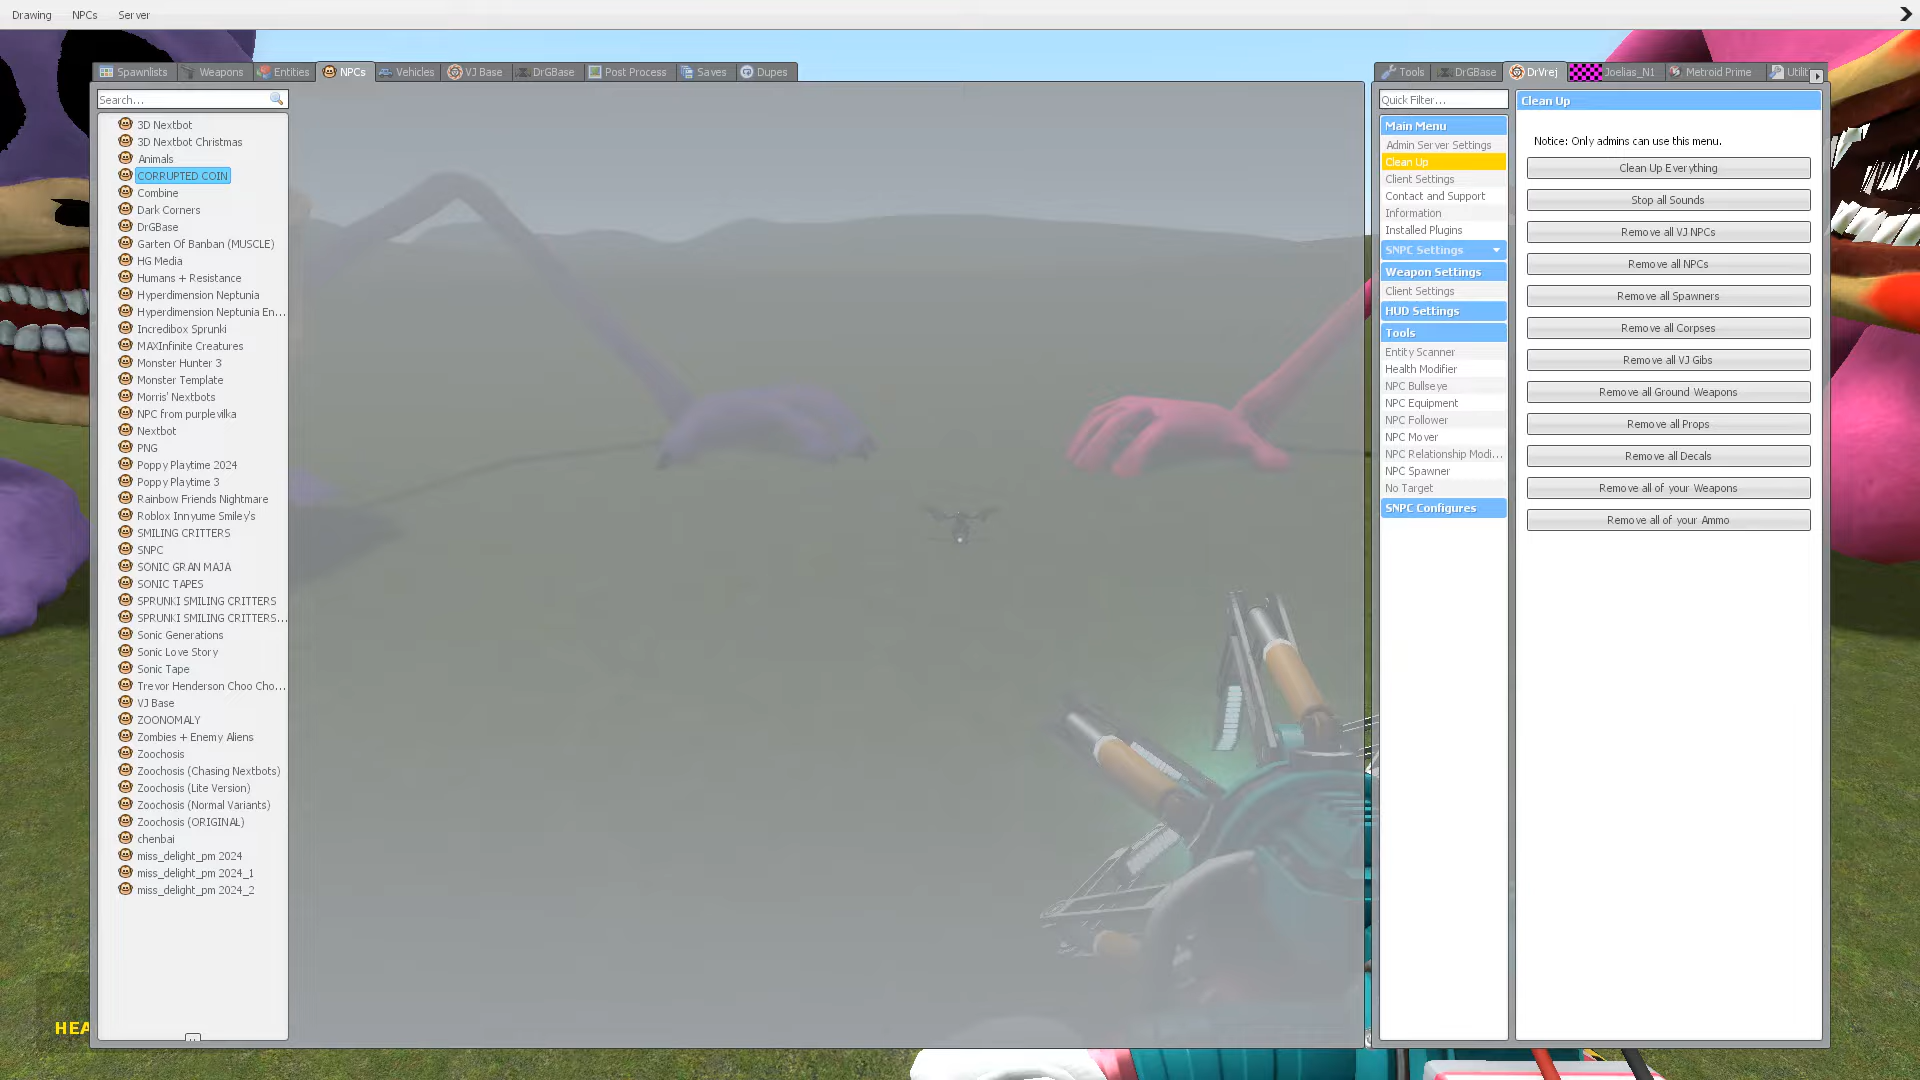 Drawing NPCs Server
Spawnlists Weapons Entities NPCs Vehicles VJ Base DrGBase Post Process Saves Dupes
Search...
3D Nextbot
3D Nextbot Christmas
Animals
CORRUPTED COIN
Combine
Dark Corners
DrGBase
Garten Of Banban (MUSCLE)
HG Media
Humans + Resistance
Hyperdimension Neptunia
Hyperdimension Neptunia En...
Incredibox Sprunki
MAXInfinite Creatures
Monster Hunter 3
Monster Template
Morris' Nextbots
NPC from purplevilka
Nextbot
PNG
Poppy Playtime 2024
Poppy Playtime 3
Rainbow Friends Nightmare
Roblox Innyume Smiley's
SMILING CRITTERS
SNPC
SONIC GRAN MAJA
SONIC TAPES
SPRUNKI SMILING CRITTERS
SPRUNKI SMILING CRITTERS...
Sonic Generations
Sonic Love Story
Sonic Tape
Trevor Henderson Choo Cho...
VJ Base
ZOONOMALY
Zombies + Enemy Aliens
Zoochosis
Zoochosis (Chasing Nextbots)
Zoochosis (Lite Version)
Zoochosis (Normal Variants)
Zoochosis (ORIGINAL)
chenbai
miss_delight_pm 2024
miss_delight_pm 2024_1
miss_delight_pm 2024_2
HEA
Tools DrGBase DrVrej Joelias_N1 Metroid Prime Utilit
Quick Filter...
Main Menu
Admin Server Settings
Clean Up
Client Settings
Contact and Support
Information
Installed Plugins
SNPC Settings
Weapon Settings
Client Settings
HUD Settings
Tools
Entity Scanner
Health Modifier
NPC Bullseye
NPC Equipment
NPC Follower
NPC Mover
NPC Relationship Modi...
NPC Spawner
No Target
SNPC Configures
Clean Up
Notice: Only admins can use this menu.
Clean Up Everything
Stop all Sounds
Remove all VJ NPCs
Remove all NPCs
Remove all Spawners
Remove all Corpses
Remove all VJ Gibs
Remove all Ground Weapons
Remove all Props
Remove all Decals
Remove all of your Weapons
Remove all of your Ammo